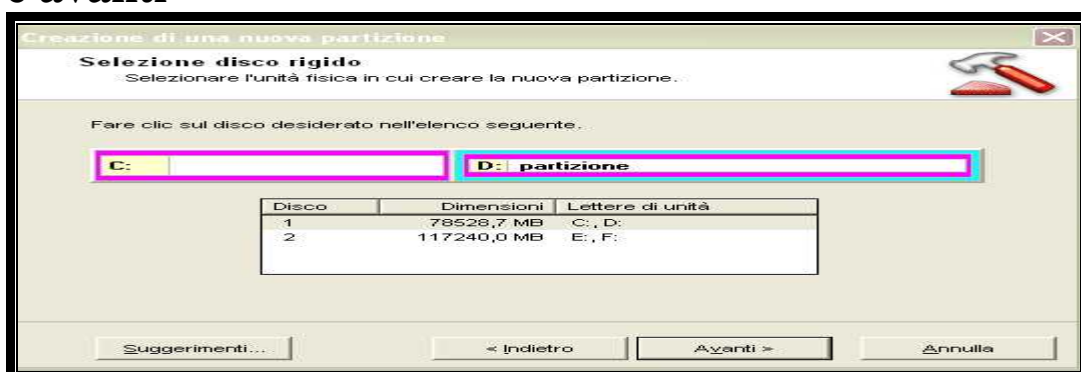 Creazione di una nuova partizione
Selezione disco rigido
Selezionare l'unità fisica in cui creare la nuova partizione.
Fare clic sul disco desiderato nell'elenco seguente.
C: D: partizione
Disco Dimensioni Lettere di unità
1 78528,7 MB C:, D:
2 117240,0 MB E:, F:
Suggerimenti... < Indietro Avanti > Annulla